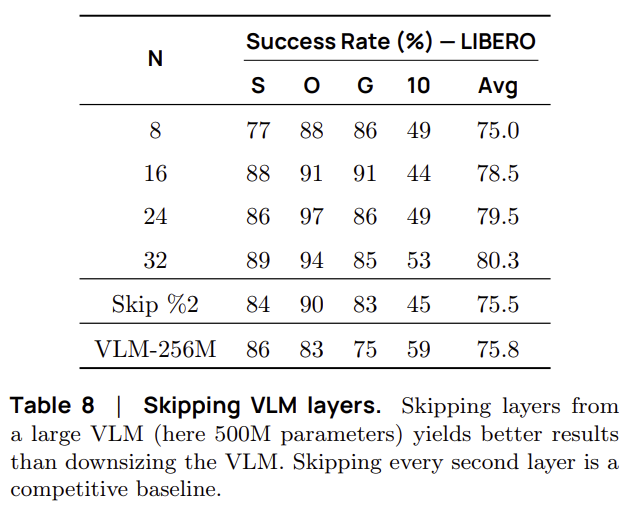 N Success Rate (%) — LIBERO
S O G 10 Avg
8 77 88 86 49 75.0
16 88 91 91 44 78.5
24 86 97 86 49 79.5
32 89 94 85 53 80.3
Skip %2 84 90 83 45 75.5
VLM-256M 86 83 75 59 75.8
Table 8 | Skipping VLM layers. Skipping layers from
a large VLM (here 500M parameters) yields better results
than downsizing the VLM. Skipping every second layer is a
competitive baseline.